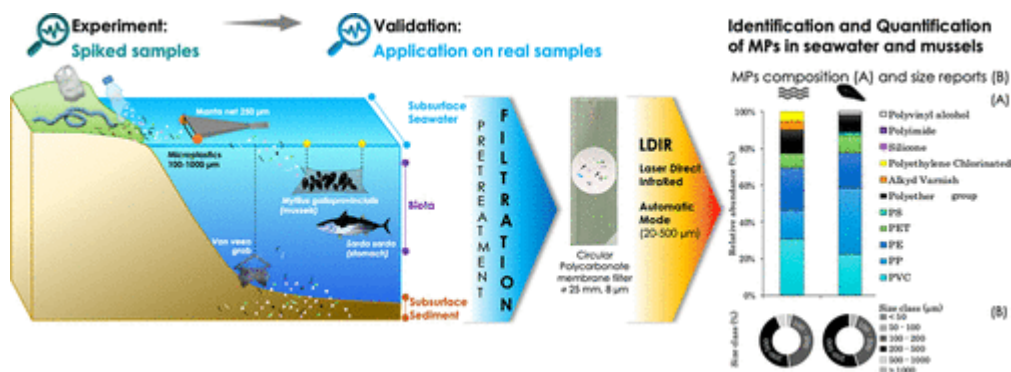 Experiment:
Spiked samples
Validation:
Application on real samples
Manta net 250 µm
Microplastics
100-1000 µm
Mytilus galloprovincialis
(mussels)
Sarda sarda
(stomach)
Van veen
grab
Subsurface
Seawater
Biota
Subsurface
Sediment
PRETREATMENT
FILTRATION
Circular
Polycarbonate
membrane filter
ø 25 mm, 8 µm
LDIR
Laser Direct
InfraRed
Automatic
Mode
(20-500 µm)
Identification and Quantification
of MPs in seawater and mussels
MPs composition (A) and size reports (B)
(A)
Relative abundance (%)
100%
80%
60%
40%
20%
0%
Polyvinyl alcohol
Polyimide
Silicone
Polyethylene Chlorinated
Alkyd Varnish
Polyether group
PS
PET
PE
PP
PVC
(B)
Size class (%)
Size class (µm)
< 50
50 - 100
100 - 200
200 - 500
500 - 1000
> 1000